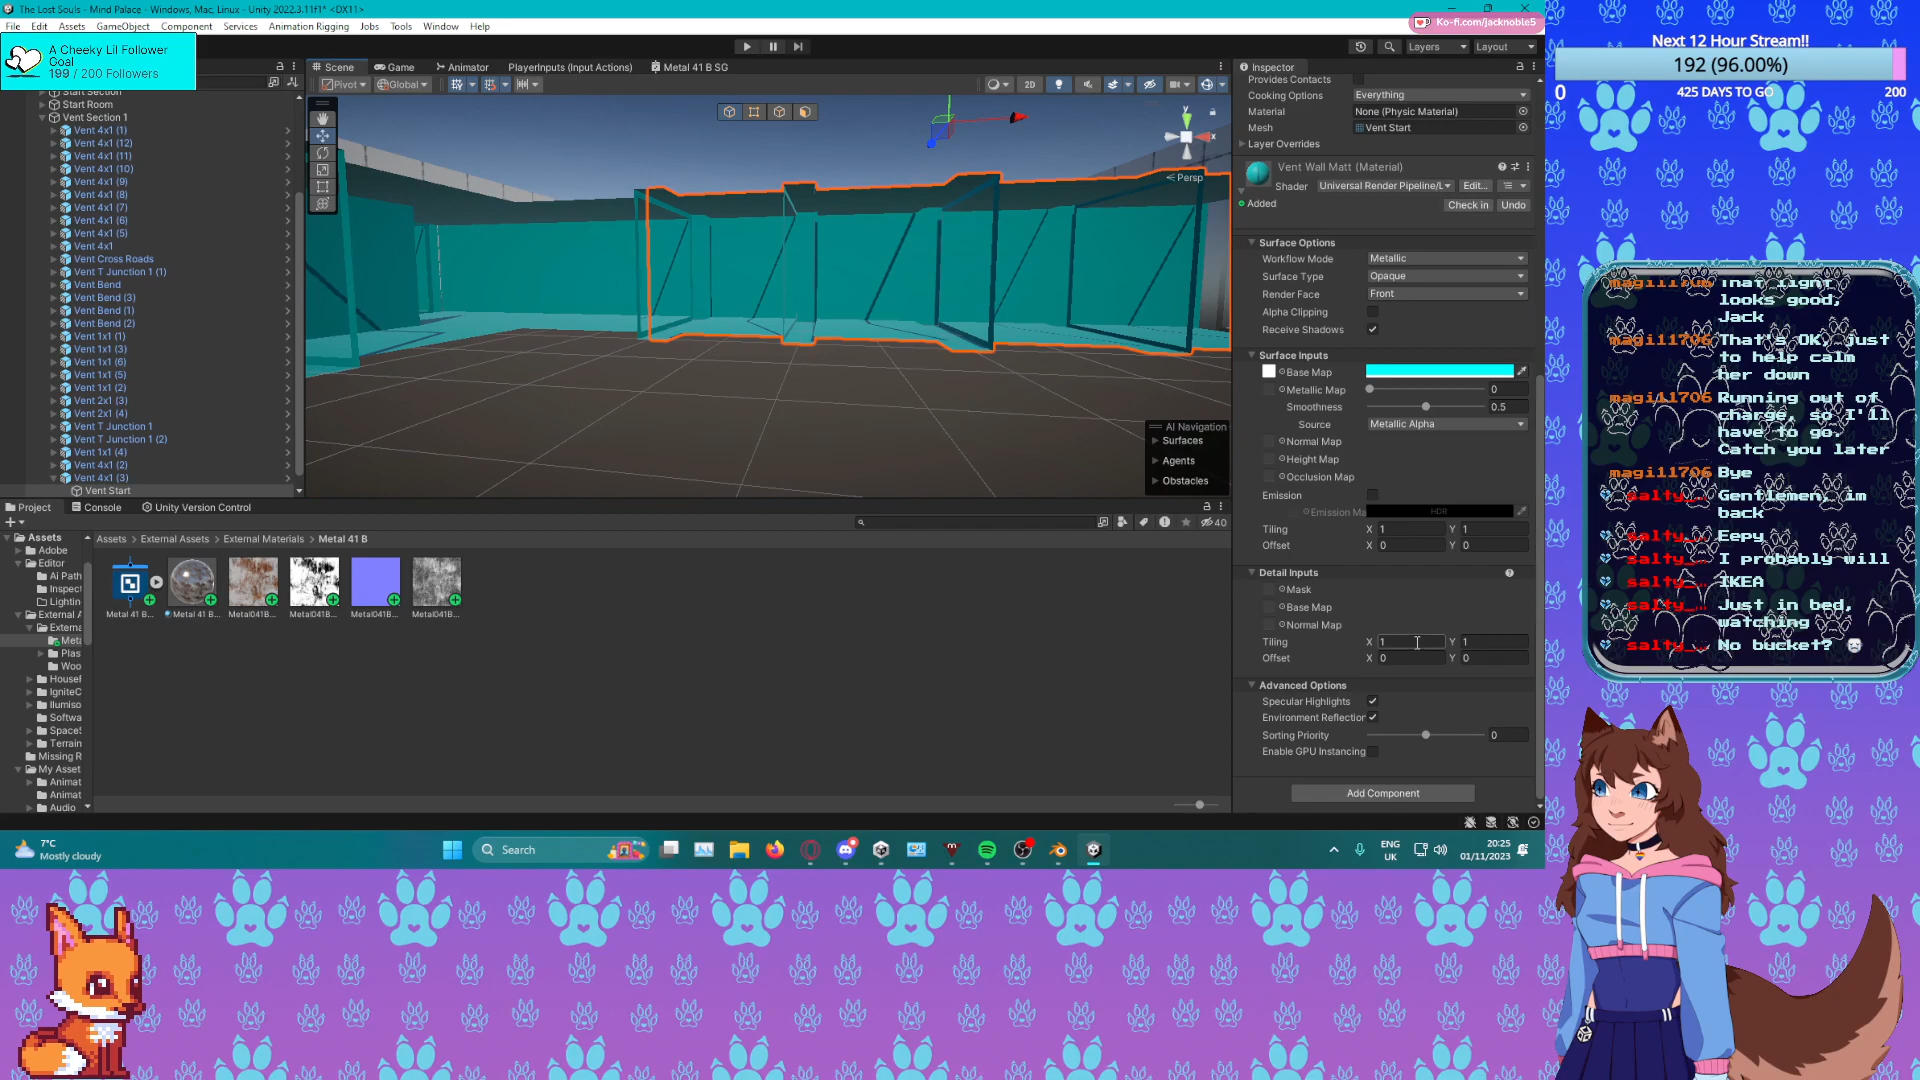 The Lost Souls - Mind Palace - Windows, Mac, Linux - Unity 2022.3.11f1* <DX11>
File Edit Assets GameObject Component Services Animation Rigging Jobs Tools Window Help
Ko-fi.com/jacknoble5
A Cheeky Lil Follower
Goal
199 / 200 Followers
Layers Layout
Scene Game Animator PlayerInputs (Input Actions) Metal 41 B SG
Pivot Global 2D
Start Section
Start Room
Vent Section 1
Vent 4x1 (1)
Vent 4x1 (12)
Vent 4x1 (11)
Vent 4x1 (10)
Vent 4x1 (9)
Vent 4x1 (8)
Vent 4x1 (7)
Vent 4x1 (6)
Vent 4x1 (5)
Vent 4x1
Vent Cross Roads
Vent T Junction 1 (1)
Vent Bend
Vent Bend (3)
Vent Bend (1)
Vent Bend (2)
Vent 1x1 (1)
Vent 1x1 (3)
Vent 1x1 (6)
Vent 1x1 (5)
Vent 1x1 (2)
Vent 2x1 (3)
Vent 2x1 (4)
Vent T Junction 1
Vent T Junction 1 (2)
Vent 1x1 (4)
Vent 4x1 (2)
Vent 4x1 (3)
Vent Start
y
x
Persp
AI Navigation
Surfaces
Agents
Obstacles
Inspector
Provides Contacts
Cooking Options Everything
Material None (Physic Material)
Mesh Vent Start
Layer Overrides
Vent Wall Matt (Material)
Shader Universal Render Pipeline/L Edit...
Added
Check in Undo
Surface Options
Workflow Mode Metallic
Surface Type Opaque
Render Face Front
Alpha Clipping
Receive Shadows
Surface Inputs
Base Map
Metallic Map 0
Smoothness 0.5
Source Metallic Alpha
Normal Map
Height Map
Occlusion Map
Emission
Emission Ma HDR
Tiling X 1 Y 1
Offset X 0 Y 0
Detail Inputs
Mask
Base Map
Normal Map
Tiling X 1 Y 1
Offset X 0 Y 0
Advanced Options
Specular Highlights
Environment Reflection
Sorting Priority 0
Enable GPU Instancing
Add Component
Project Console Unity Version Control
40
Assets
Adobe
Editor
Ai Path
Inspect
Lightin
External A
Externa
Meta
Plas
Woo
HouseF
IgniteC
Ilumiso
Softwa
SpaceS
Terrain
Missing R
My Asset
Animat
Animat
Audio
Assets > External Assets > External Materials > Metal 41 B
Metal 41 B... Metal 41 B... Metal041B... Metal041B... Metal041B... Metal041B...
7°C
Mostly cloudy
Search
ENG
UK
20:25
01/11/2023
Next 12 Hour Stream!!
192 (96.00%)
0 425 DAYS TO GO 200
magi11706 That light
looks good,
Jack
magi11706 That's OK, just
to help calm
her down
magi11706 Running out of
charge, so I'll
have to go.
Catch you later
magi11706 Bye
salty_… Gentlemen, im
back
salty_… Eepy
salty_… I probably will
salty_… IKEA
salty_… Just in bed,
watching
salty_… No bucket?